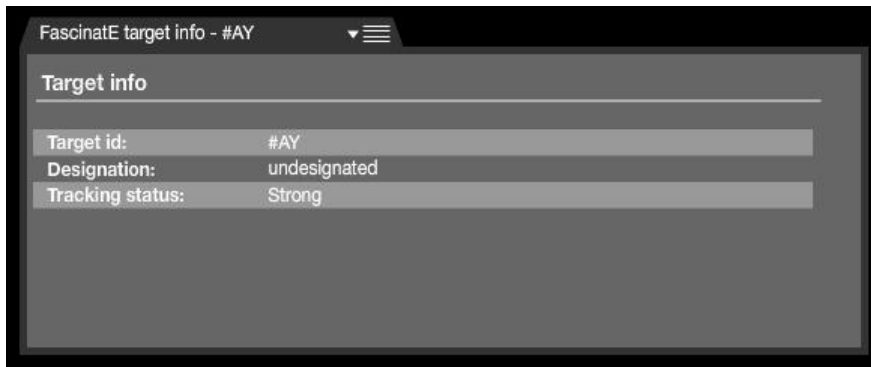 FascinatE target info - #AY
Target info
Target id: #AY
Designation: undesignated
Tracking status: Strong